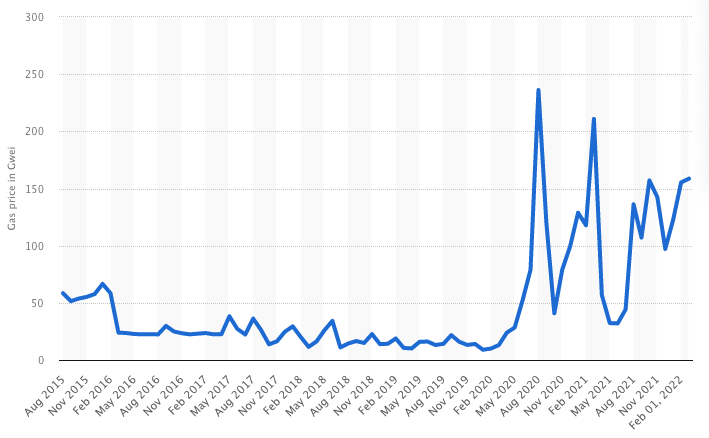 300
250
200
150
100
50
0
Gas price in Gwei
Aug 2015
Nov 2015
Feb 2016
May 2016
Aug 2016
Nov 2016
Feb 2017
May 2017
Aug 2017
Nov 2017
Feb 2018
May 2018
Aug 2018
Nov 2018
Feb 2019
May 2019
Aug 2019
Nov 2019
Feb 2020
May 2020
Aug 2020
Nov 2020
Feb 2021
May 2021
Aug 2021
Nov 2021
Feb 01, 2022